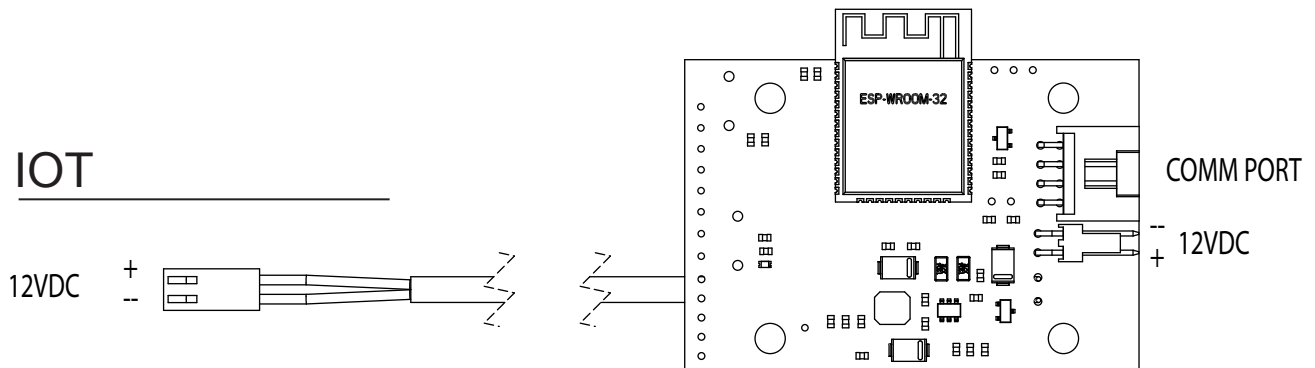 ESP-WROOM-32
IOT
COMM PORT
--
12VDC
+
+
12VDC
--